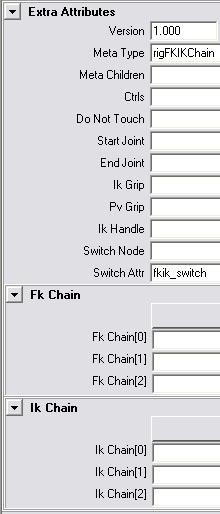 Extra Attributes
Version 1.000
Meta Type rigFKIKChain
Meta Children
Ctrls
Do Not Touch
Start Joint
End Joint
Ik Grip
Pv Grip
Ik Handle
Switch Node
Switch Attr fkik_switch
Fk Chain
Fk Chain[0]
Fk Chain[1]
Fk Chain[2]
Ik Chain
Ik Chain[0]
Ik Chain[1]
Ik Chain[2]